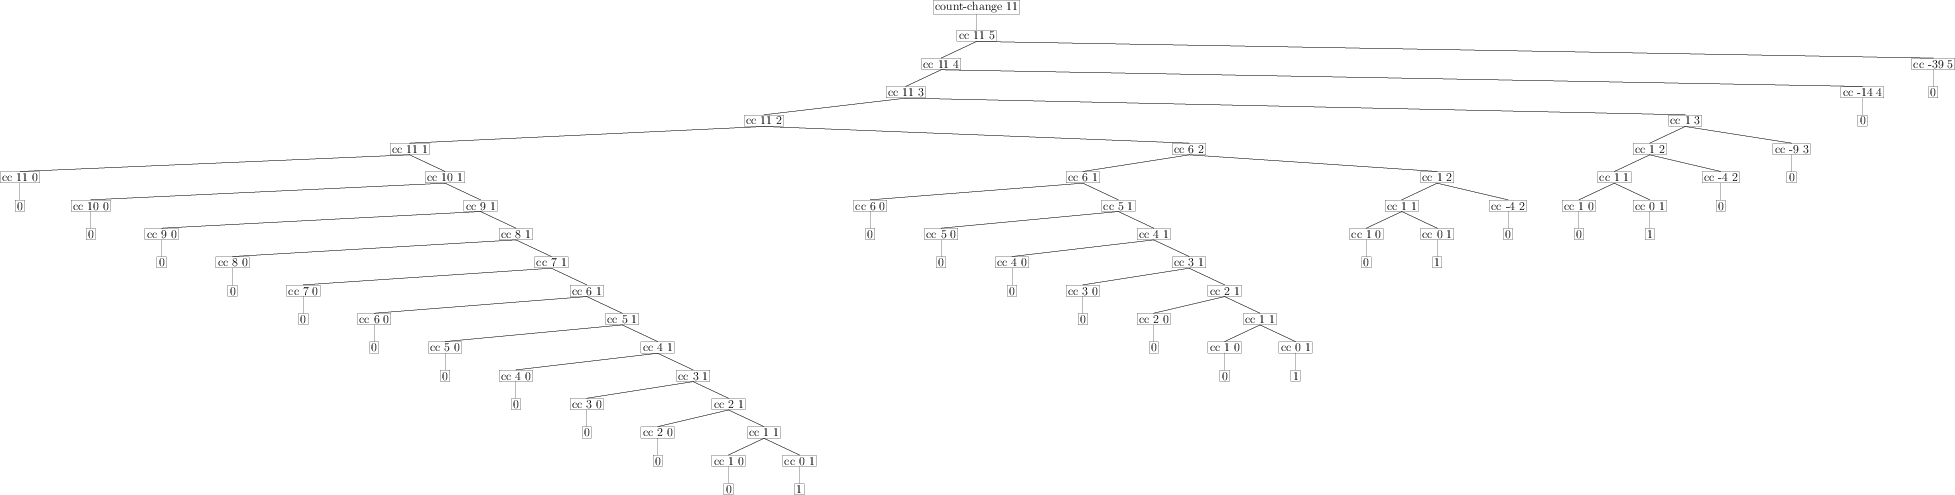 count-change 11
cc 11 5
cc 11 4
cc -39 5
cc 11 3
cc -14 4
0
cc 11 2
cc 1 3
0
cc 11 1
cc 6 2
cc 1 2
cc -9 3
cc 11 0
cc 10 1
cc 6 1
cc 1 2
cc 1 1
cc -4 2
0
0
cc 10 0
cc 9 1
cc 6 0
cc 5 1
cc 1 1
cc -4 2
cc 1 0
cc 0 1
0
0
cc 9 0
cc 8 1
0
cc 5 0
cc 4 1
cc 1 0
cc 0 1
0
0
1
0
cc 8 0
cc 7 1
0
cc 4 0
cc 3 1
0
1
0
cc 7 0
cc 6 1
0
cc 3 0
cc 2 1
0
cc 6 0
cc 5 1
0
cc 2 0
cc 1 1
0
cc 5 0
cc 4 1
0
cc 1 0
cc 0 1
0
cc 4 0
cc 3 1
0
1
0
cc 3 0
cc 2 1
0
cc 2 0
cc 1 1
0
cc 1 0
cc 0 1
0
1